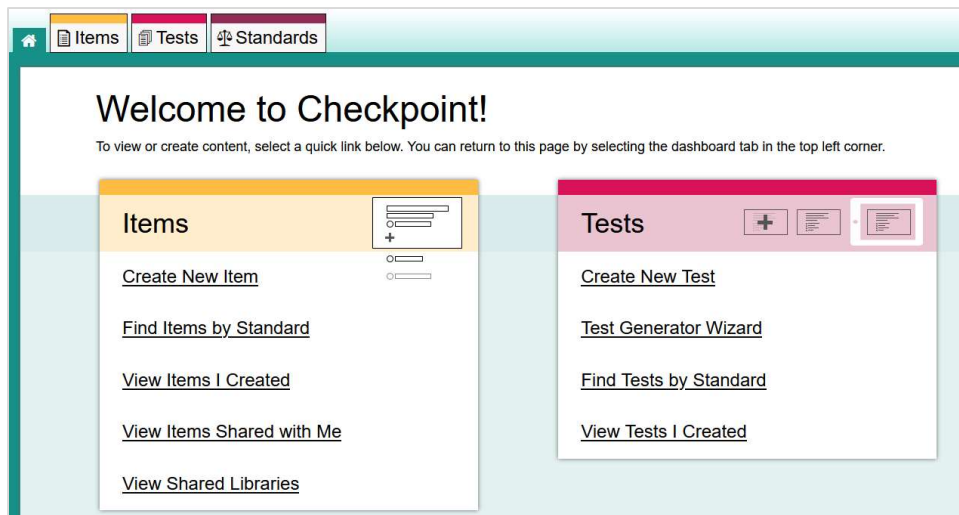 Items Tests Standards
Welcome to Checkpoint!
To view or create content, select a quick link below. You can return to this page by selecting the dashboard tab in the top left corner.
Items
Create New Item
Find Items by Standard
View Items I Created
View Items Shared with Me
View Shared Libraries
Tests
Create New Test
Test Generator Wizard
Find Tests by Standard
View Tests I Created